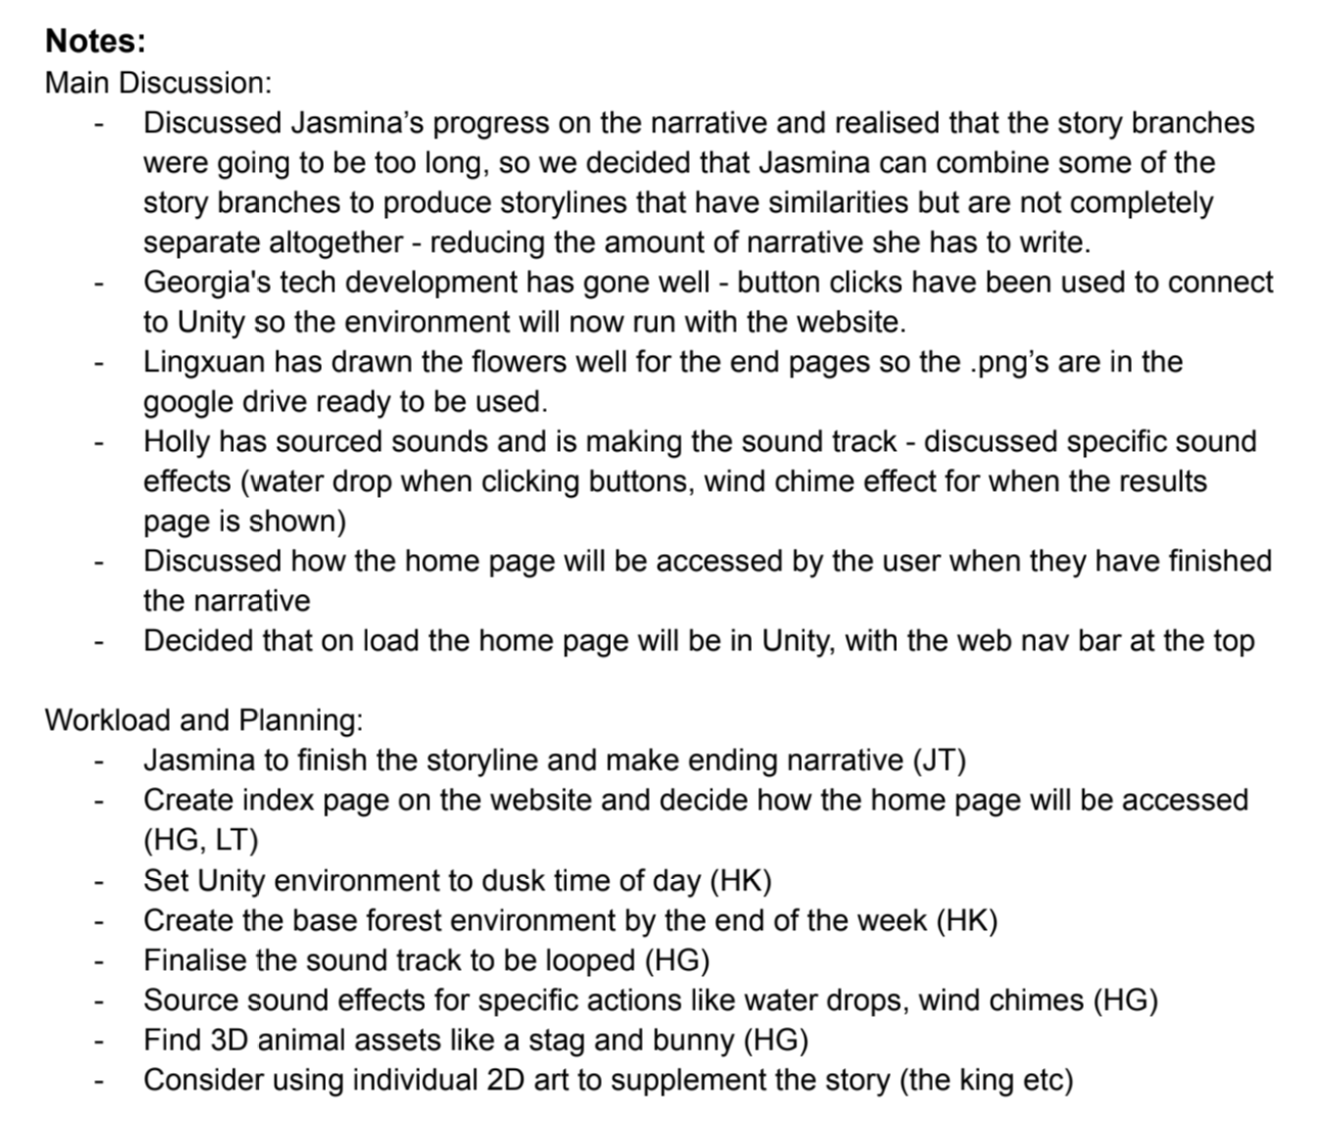 Notes:
Main Discussion:
- Discussed Jasmina’s progress on the narrative and realised that the story branches
were going to be too long, so we decided that Jasmina can combine some of the
story branches to produce storylines that have similarities but are not completely
separate altogether - reducing the amount of narrative she has to write.
- Georgia's tech development has gone well - button clicks have been used to connect
to Unity so the environment will now run with the website.
- Lingxuan has drawn the flowers well for the end pages so the .png’s are in the
google drive ready to be used.
- Holly has sourced sounds and is making the sound track - discussed specific sound
effects (water drop when clicking buttons, wind chime effect for when the results
page is shown)
- Discussed how the home page will be accessed by the user when they have finished
the narrative
- Decided that on load the home page will be in Unity, with the web nav bar at the top
Workload and Planning:
- Jasmina to finish the storyline and make ending narrative (JT)
- Create index page on the website and decide how the home page will be accessed
(HG, LT)
- Set Unity environment to dusk time of day (HK)
- Create the base forest environment by the end of the week (HK)
- Finalise the sound track to be looped (HG)
- Source sound effects for specific actions like water drops, wind chimes (HG)
- Find 3D animal assets like a stag and bunny (HG)
- Consider using individual 2D art to supplement the story (the king etc)